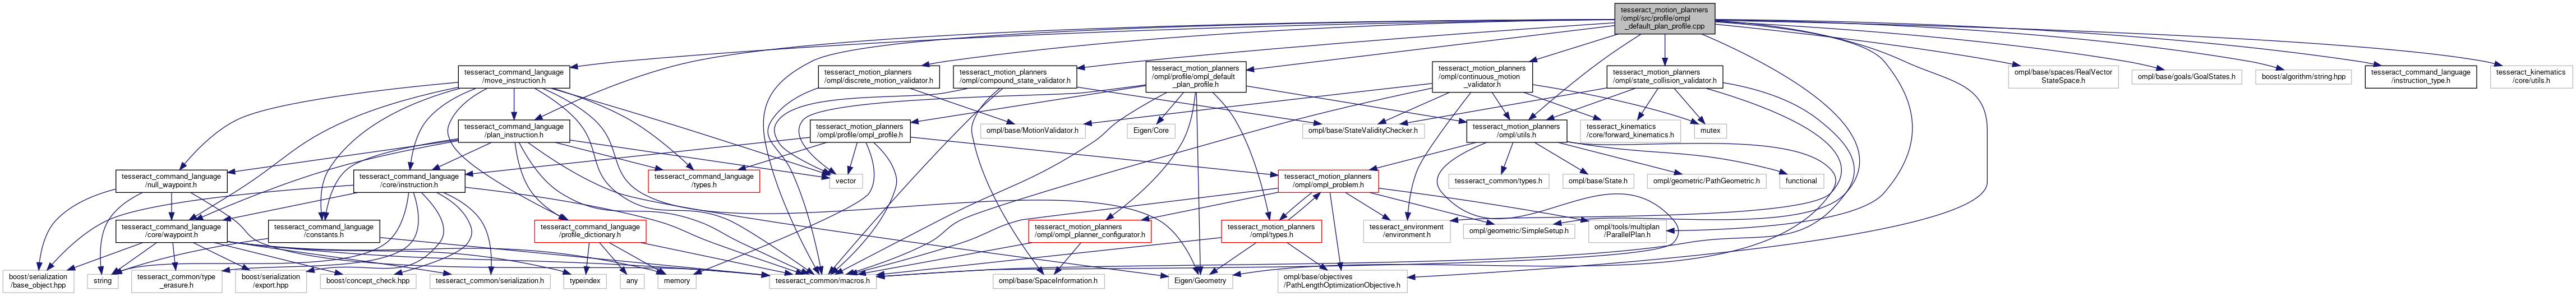 tesseract_motion_planners
/ompl/src/profile/ompl
_default_plan_profile.cpp
tesseract_command_language
/move_instruction.h
tesseract_motion_planners
/ompl/discrete_motion_validator.h
tesseract_motion_planners
/ompl/compound_state_validator.h
tesseract_motion_planners
/ompl/profile/ompl_default
_plan_profile.h
tesseract_motion_planners
/ompl/continuous_motion
_validator.h
tesseract_motion_planners
/ompl/state_collision_validator.h
ompl/base/spaces/RealVector
StateSpace.h
ompl/base/goals/GoalStates.h
boost/algorithm/string.hpp
tesseract_command_language
/instruction_type.h
tesseract_kinematics
/core/utils.h
tesseract_command_language
/plan_instruction.h
tesseract_motion_planners
/ompl/profile/ompl_profile.h
ompl/base/MotionValidator.h
Eigen/Core
ompl/base/StateValidityChecker.h
tesseract_motion_planners
/ompl/utils.h
tesseract_kinematics
/core/forward_kinematics.h
mutex
tesseract_command_language
/null_waypoint.h
tesseract_command_language
/core/instruction.h
tesseract_command_language
/types.h
vector
tesseract_motion_planners
/ompl/ompl_problem.h
tesseract_common/types.h
ompl/base/State.h
ompl/geometric/PathGeometric.h
functional
tesseract_command_language
/core/waypoint.h
tesseract_command_language
/constants.h
tesseract_command_language
/profile_dictionary.h
tesseract_motion_planners
/ompl/ompl_planner_configurator.h
tesseract_motion_planners
/ompl/types.h
tesseract_environment
/environment.h
ompl/geometric/SimpleSetup.h
ompl/tools/multiplan
/ParallelPlan.h
boost/serialization
/base_object.hpp
string
tesseract_common/type
_erasure.h
boost/serialization
/export.hpp
boost/concept_check.hpp
tesseract_common/serialization.h
typeindex
any
memory
tesseract_common/macros.h
ompl/base/SpaceInformation.h
Eigen/Geometry
ompl/base/objectives
/PathLengthOptimizationObjective.h